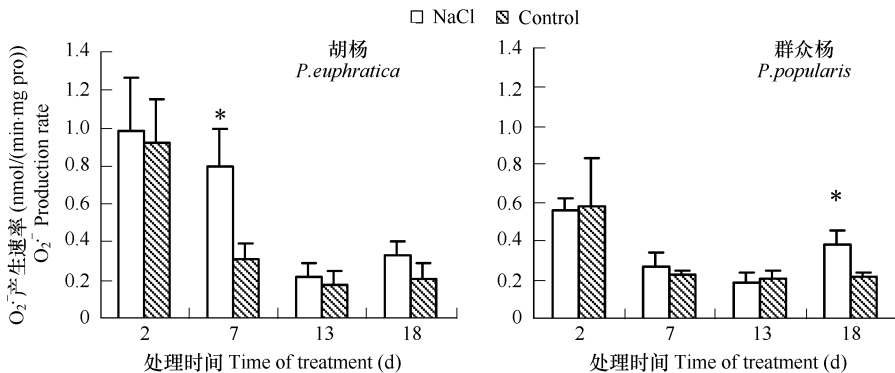 NaCl Control
胡杨
P.euphratica
群众杨
P.popularis
O₂·⁻产生速率 (nmol/(min·mg pro))
O₂·⁻ Production rate
1.4
1.2
1.0
0.8
0.6
0.4
0.2
0
*
2 7 13 18
处理时间 Time of treatment (d)
1.4
1.2
1.0
0.8
0.6
0.4
0.2
0
*
2 7 13 18
处理时间 Time of treatment (d)